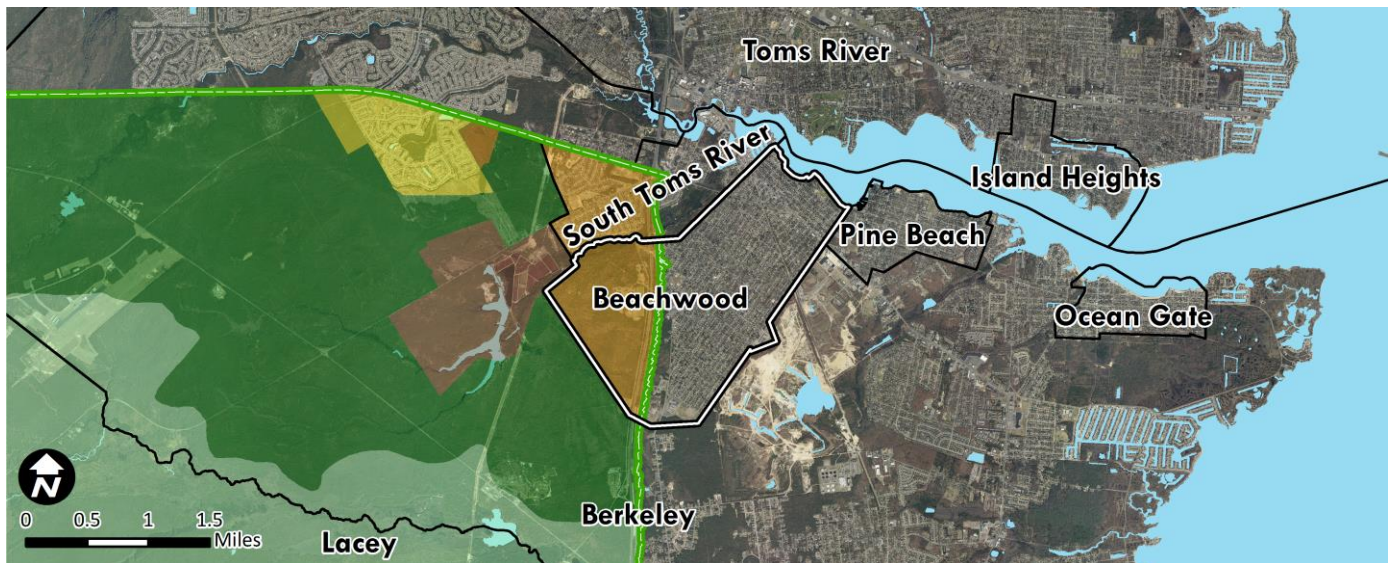 Toms River
South Toms River
Island Heights
Pine Beach
Beachwood
Ocean Gate
N
Berkeley
0 0.5 1 1.5
Miles
Lacey